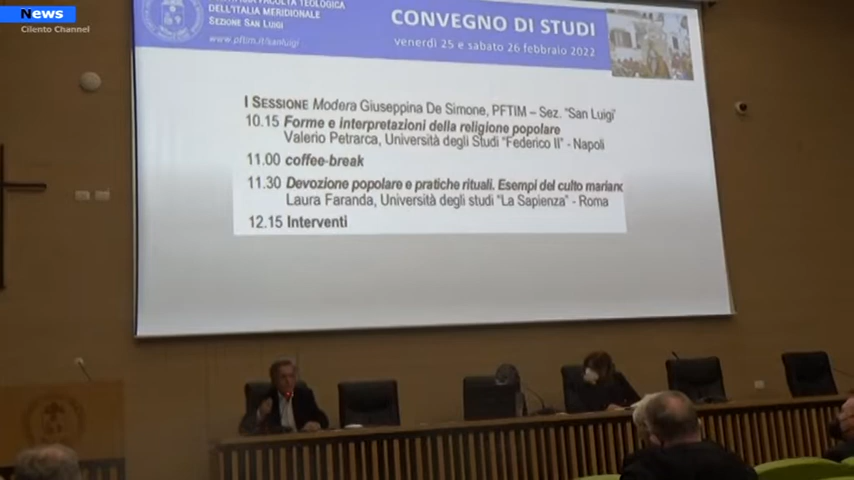 News
Cilento Channel
FACOLTÀ TEOLOGICA
DELL'ITALIA MERIDIONALE
SEZIONE SAN LUIGI
www.pftim.it/sanluigi
CONVEGNO DI STUDI
venerdì 25 e sabato 26 febbraio 2022
I SESSIONE Modera Giuseppina De Simone, PFTIM – Sez. "San Luigi"
10.15 Forme e interpretazioni della religione popolare
Valerio Petrarca, Università degli Studi "Federico II" - Napoli
11.00 coffee-break
11.30 Devozione popolare e pratiche rituali. Esempi del culto marianc
Laura Faranda, Università degli studi "La Sapienza" - Roma
12.15 Interventi